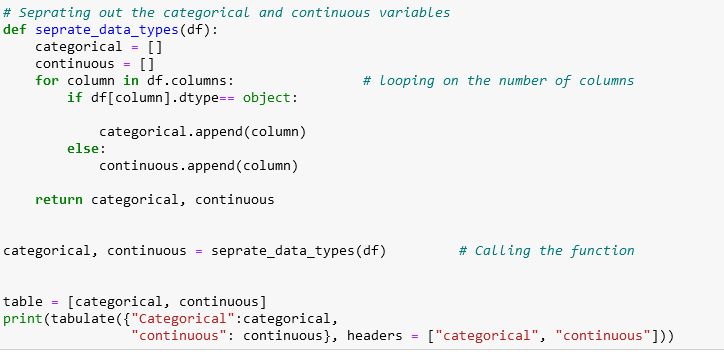 # Seprating out the categorical and continuous variables
def seprate_data_types(df):
    categorical = []
    continuous = []
    for column in df.columns:                # looping on the number of columns
        if df[column].dtype== object:
            categorical.append(column)
        else:
            continuous.append(column)
    return categorical, continuous
categorical, continuous = seprate_data_types(df)         # Calling the function
table = [categorical, continuous]
print(tabulate({"Categorical":categorical,
                "continuous": continuous}, headers = ["categorical", "continuous"]))